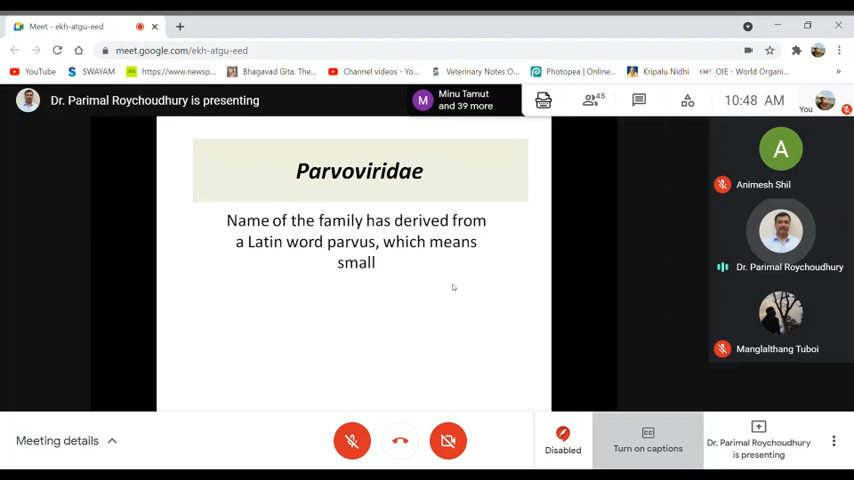 Meet - ekh-atgu-eed
meet.google.com/ekh-atgu-eed
YouTube
SWAYAM
https://www.newsp...
Bhagavad Gita, The...
Channel videos - Yo...
Veterinary Notes O...
Photopea | Online...
Kripalu Nidhi
OIE - World Organi...
Dr. Parimal Roychoudhury is presenting
M
Minu Tamut
and 39 more
45
10:48 AM
You
Parvoviridae
Name of the family has derived from
a Latin word parvus, which means
small
A
Animesh Shil
Dr. Parimal Roychoudhury
Manglalthang Tuboi
Meeting details
Disabled
CC
Turn on captions
Dr. Parimal Roychoudhury
is presenting